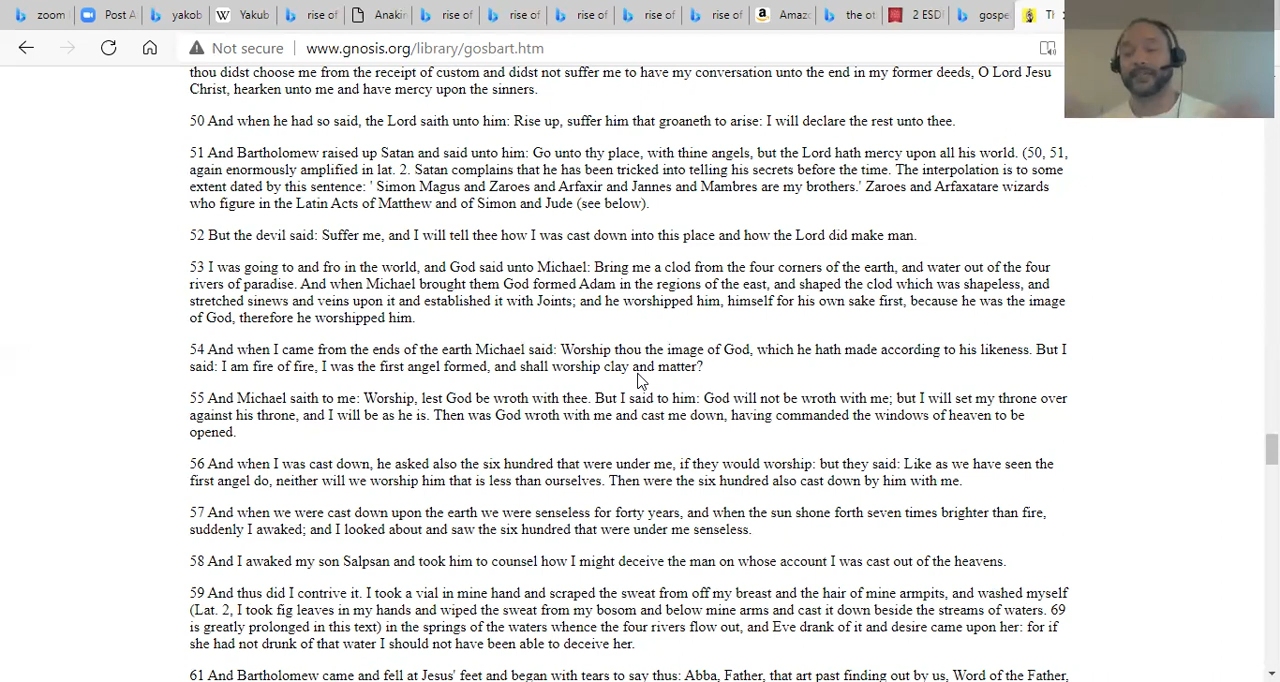 zoom
Post A
yakob
Yakub
rise of
Anaki
rise of
rise of
rise of
rise of
rise of
Amaz
the ot
2 ESD
gospe
Th
Not secure | www.gnosis.org/library/gosbart.htm
thou didst choose me from the receipt of custom and didst not suffer me to have my conversation unto the end in my former deeds, O Lord Jesu
Christ, hearken unto me and have mercy upon the sinners.
50 And when he had so said, the Lord saith unto him: Rise up, suffer him that groaneth to arise: I will declare the rest unto thee.
51 And Bartholomew raised up Satan and said unto him: Go unto thy place, with thine angels, but the Lord hath mercy upon all his world. (50, 51,
again enormously amplified in lat. 2. Satan complains that he has been tricked into telling his secrets before the time. The interpolation is to some
extent dated by this sentence: ' Simon Magus and Zaroes and Arfaxir and Jannes and Mambres are my brothers.' Zaroes and Arfaxatare wizards
who figure in the Latin Acts of Matthew and of Simon and Jude (see below).
52 But the devil said: Suffer me, and I will tell thee how I was cast down into this place and how the Lord did make man.
53 I was going to and fro in the world, and God said unto Michael: Bring me a clod from the four corners of the earth, and water out of the four
rivers of paradise. And when Michael brought them God formed Adam in the regions of the east, and shaped the clod which was shapeless, and
stretched sinews and veins upon it and established it with Joints; and he worshipped him, himself for his own sake first, because he was the image
of God, therefore he worshipped him.
54 And when I came from the ends of the earth Michael said: Worship thou the image of God, which he hath made according to his likeness. But I
said: I am fire of fire, I was the first angel formed, and shall worship clay and matter?
55 And Michael saith to me: Worship, lest God be wroth with thee. But I said to him: God will not be wroth with me; but I will set my throne over
against his throne, and I will be as he is. Then was God wroth with me and cast me down, having commanded the windows of heaven to be
opened.
56 And when I was cast down, he asked also the six hundred that were under me, if they would worship: but they said: Like as we have seen the
first angel do, neither will we worship him that is less than ourselves. Then were the six hundred also cast down by him with me.
57 And when we were cast down upon the earth we were senseless for forty years, and when the sun shone forth seven times brighter than fire,
suddenly I awaked; and I looked about and saw the six hundred that were under me senseless.
58 And I awaked my son Salpsan and took him to counsel how I might deceive the man on whose account I was cast out of the heavens.
59 And thus did I contrive it. I took a vial in mine hand and scraped the sweat from off my breast and the hair of mine armpits, and washed myself
(Lat. 2, I took fig leaves in my hands and wiped the sweat from my bosom and below mine arms and cast it down beside the streams of waters. 69
is greatly prolonged in this text) in the springs of the waters whence the four rivers flow out, and Eve drank of it and desire came upon her: for if
she had not drunk of that water I should not have been able to deceive her.
61 And Bartholomew came and fell at Jesus' feet and began with tears to say thus: Abba, Father, that art past finding out by us, Word of the Father,